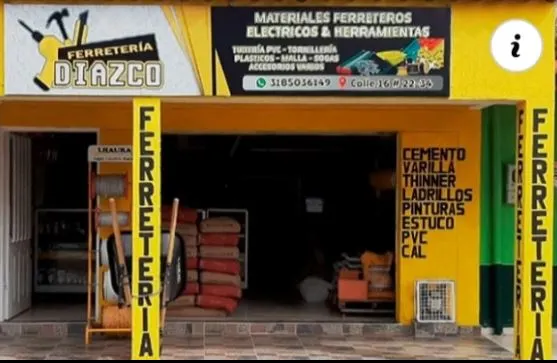 FERRETERÍA
DIAZCO
MATERIALES FERRETEROS
ELECTRICOS & HERRAMIENTAS
TUBERÍA PVC - TORNILLERÍA
PLASTICOS - MALLA - SOGAS
ACCESORIOS VARIOS
3185036149 Calle 16 # 22-34
FERRETERIA
CEMENTO
VARILLA
THINNER
LADRILLOS
PINTURAS
ESTUCO
PVC
CAL
FERRETERIA